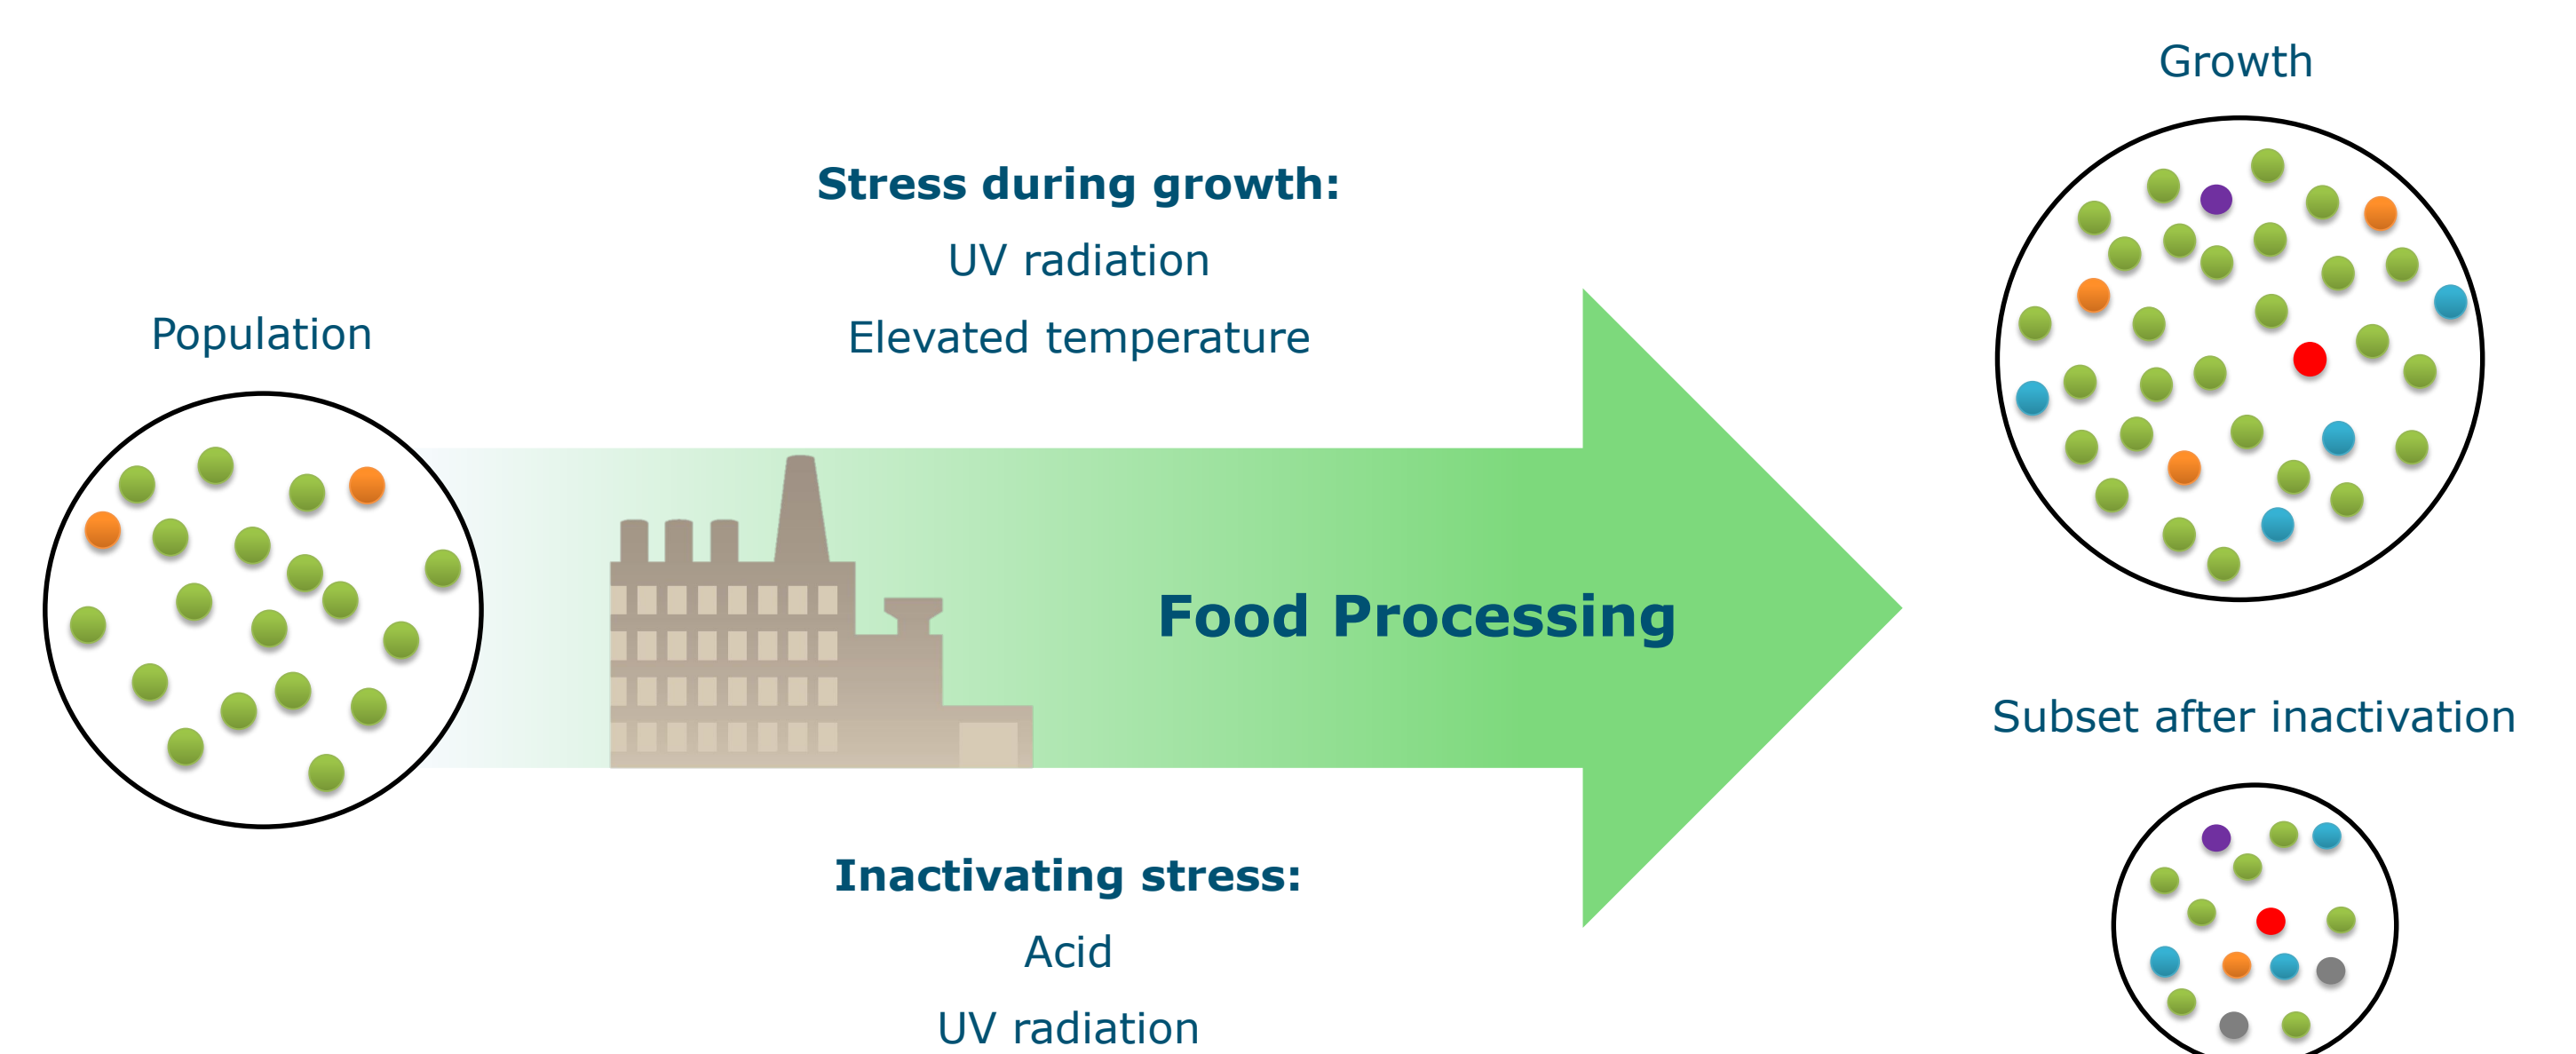 Growth
Stress during growth:
UV radiation
Elevated temperature
Population
Food Processing
Subset after inactivation
Inactivating stress:
Acid
UV radiation